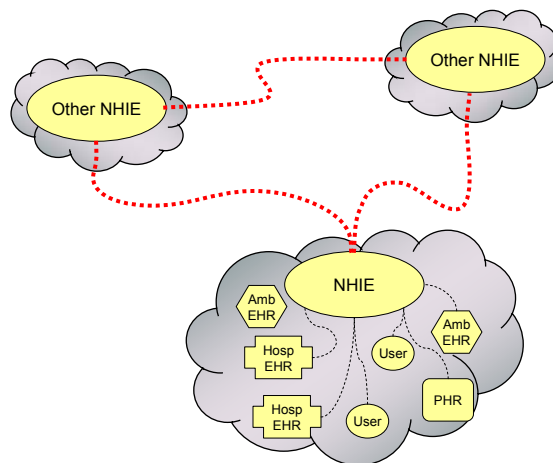 Other NHIE
Other NHIE
NHIE
Amb
EHR
Amb
EHR
Hosp
EHR
User
PHR
Hosp
EHR
User